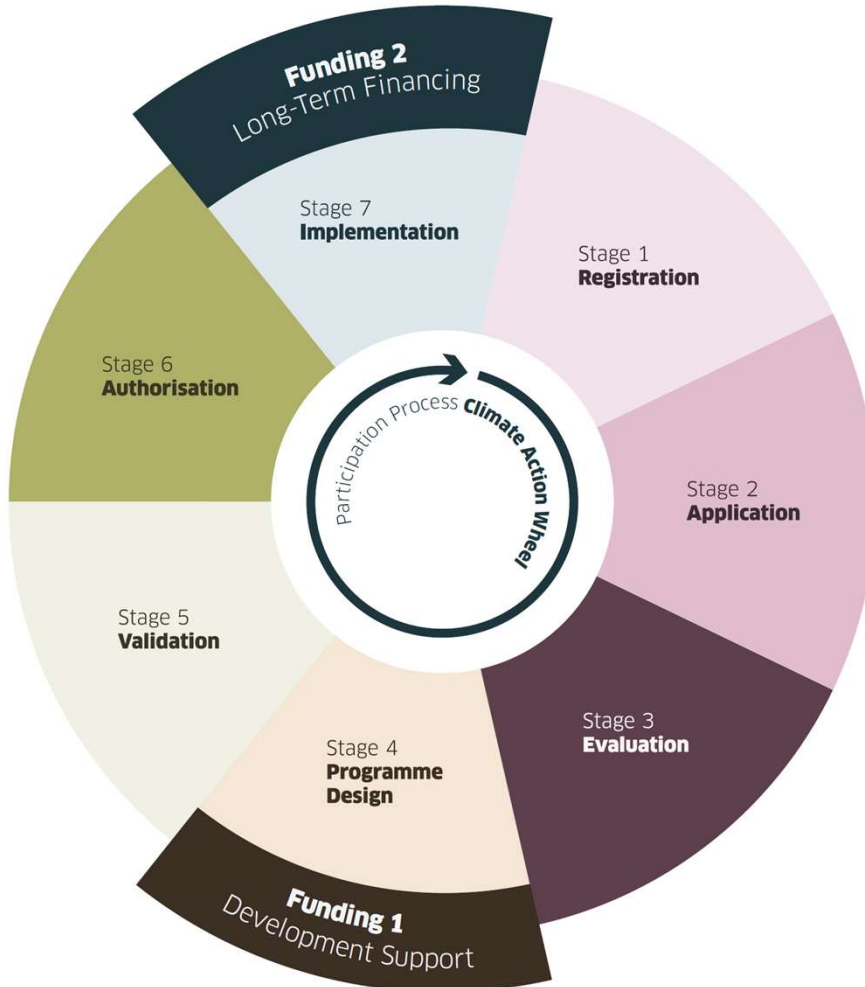 Funding 2
Long-Term Financing
Stage 7
Implementation
Stage 1
Registration
Stage 6
Authorisation
Participation Process Climate Action Wheel
Stage 2
Application
Stage 5
Validation
Stage 3
Evaluation
Stage 4
Programme
Design
Funding 1
Development Support